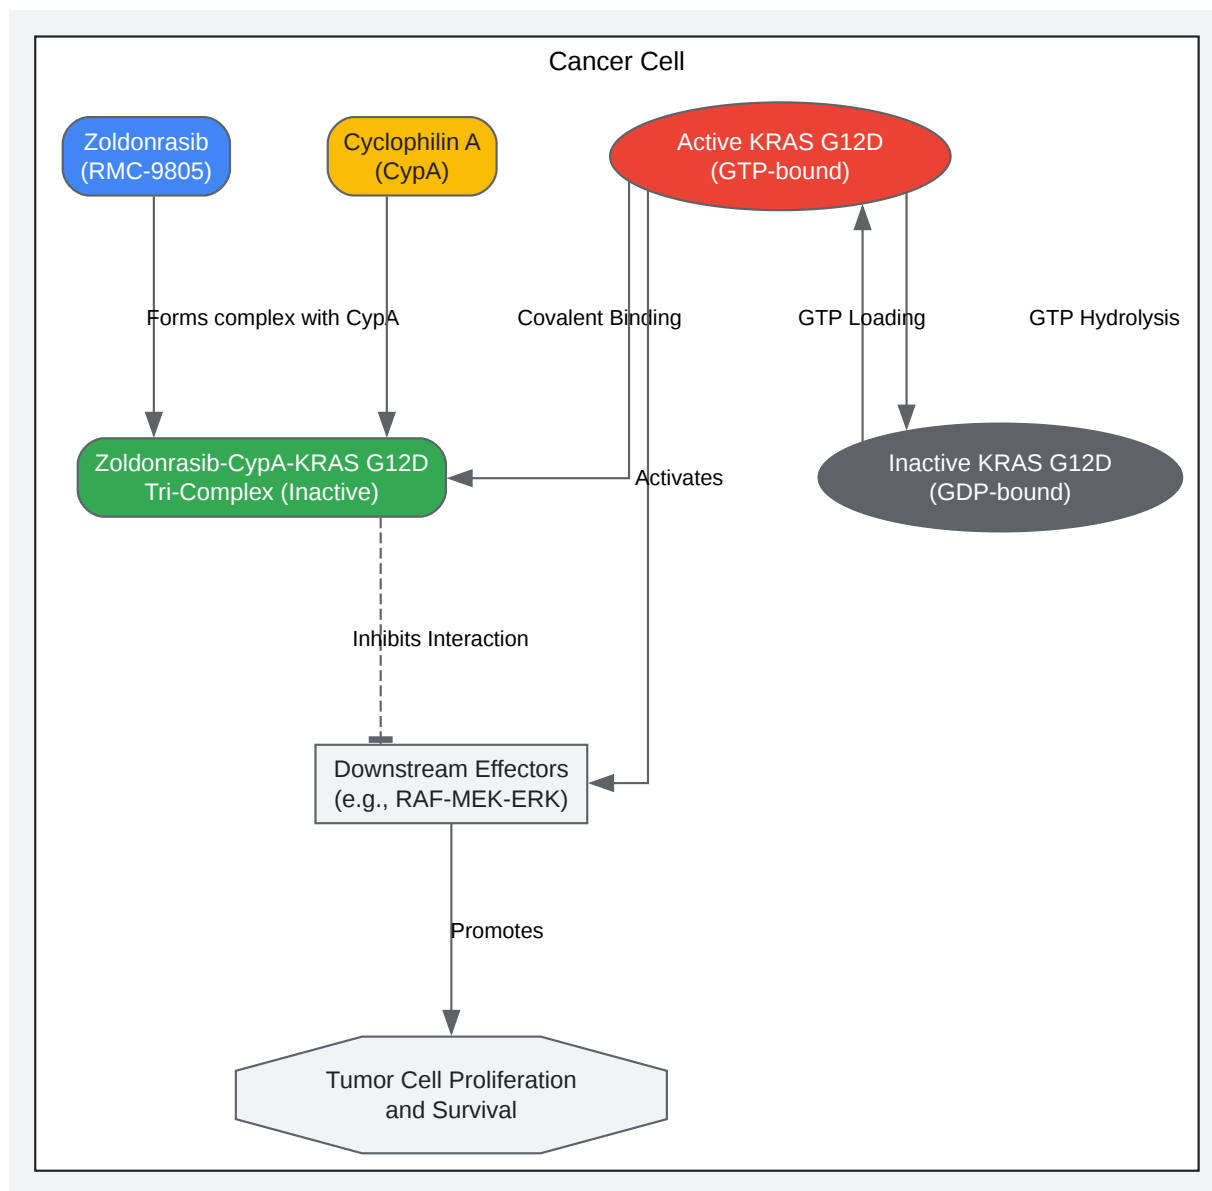 Cancer Cell
Zoldonrasib
(RMC-9805)
Cyclophilin A
(CypA)
Active KRAS G12D
(GTP-bound)
Forms complex with CypA
Covalent Binding
GTP Loading
GTP Hydrolysis
Zoldonrasib-CypA-KRAS G12D
Tri-Complex (Inactive)
Activates
Inactive KRAS G12D
(GDP-bound)
Inhibits Interaction
Downstream Effectors
(e.g., RAF-MEK-ERK)
Promotes
Tumor Cell Proliferation
and Survival